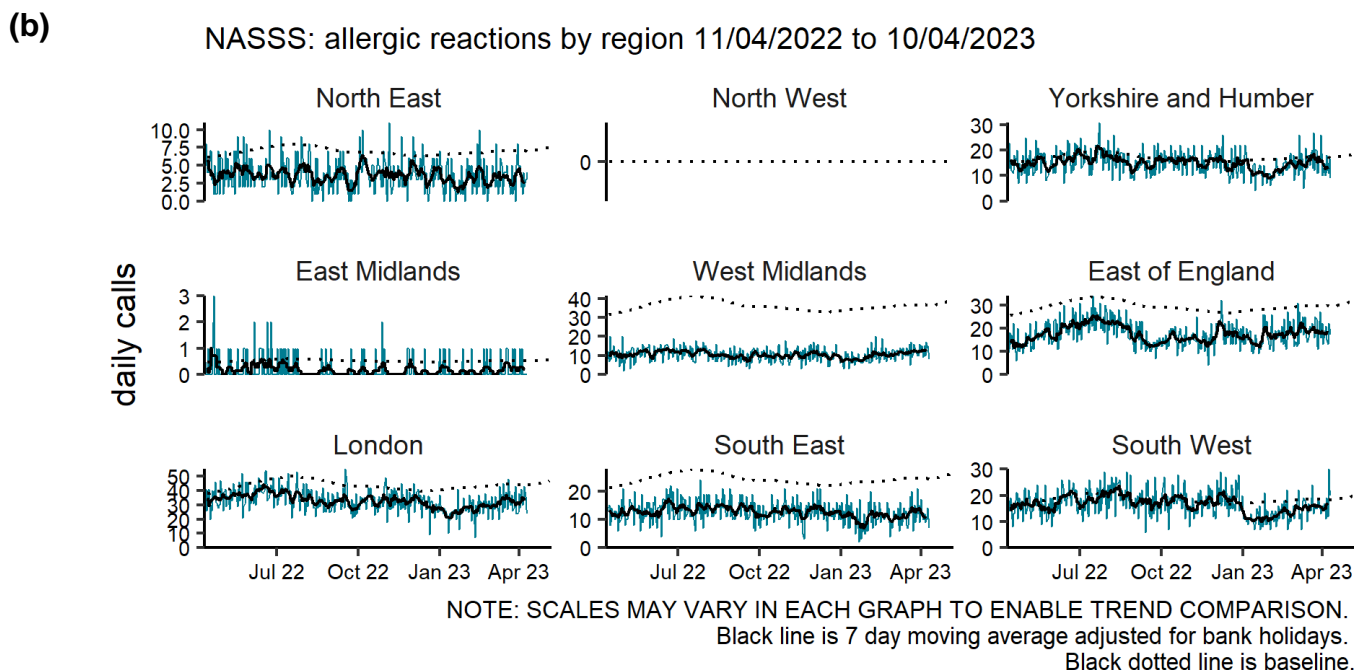 (b)
NASSS: allergic reactions by region 11/04/2022 to 10/04/2023
North East
North West
Yorkshire and Humber
10.0
7.5
5.0
2.5
0.0
0
30
20
10
0
East Midlands
West Midlands
East of England
3
2
1
0
40
30
20
10
0
30
20
10
0
daily calls
London
South East
South West
50
40
30
20
10
0
20
10
0
30
20
10
0
Jul 22 Oct 22 Jan 23 Apr 23
Jul 22 Oct 22 Jan 23 Apr 23
Jul 22 Oct 22 Jan 23 Apr 23
NOTE: SCALES MAY VARY IN EACH GRAPH TO ENABLE TREND COMPARISON.
Black line is 7 day moving average adjusted for bank holidays.
Black dotted line is baseline.